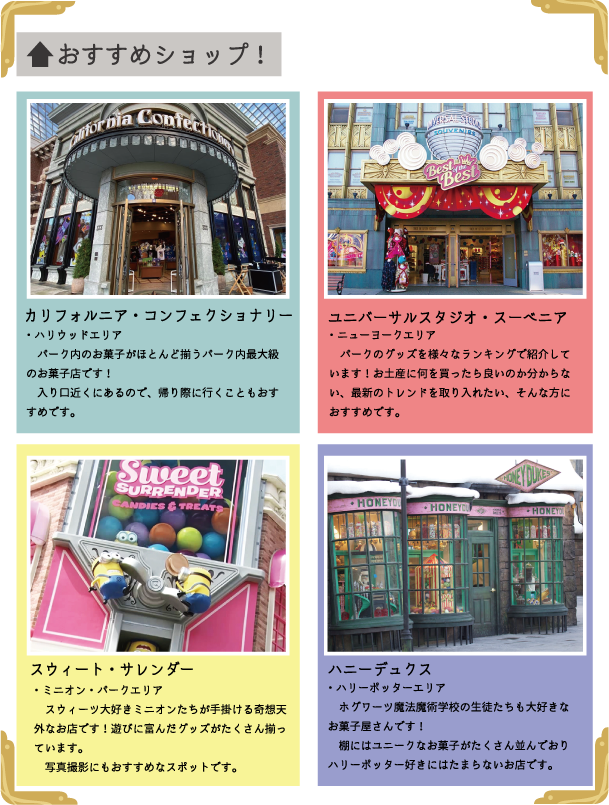 おすすめショップ！
California Confectionery
カリフォルニア・コンフェクショナリー
・ハリウッドエリア
パーク内のお菓子がほとんど揃うパーク内最大級
のお菓子店です！
入り口近くにあるので、帰り際に行くこともおす
すめです。
UNIVERSAL STUDIOS
SOUVENIRS
Best of the
Best
ユニバーサルスタジオ・スーベニア
・ニューヨークエリア
パークのグッズを様々なランキングで紹介して
います！お土産に何を買ったら良いのか分からな
い、最新のトレンドを取り入れたい、そんな方に
おすすめです。
Sweet
SURRENDER
CANDIES & TREATS
スウィート・サレンダー
・ミニオン・パークエリア
スウィーツ大好きミニオンたちが手掛ける奇想天
外なお店です！遊びに富んだグッズがたくさん揃っ
ています。
写真撮影にもおすすめなスポットです。
HONEYDUKES
HONEYDU
HONEYD
HONEY
ハニーデュクス
・ハリーポッターエリア
ホグワーツ魔法魔術学校の生徒たちも大好きな
お菓子屋さんです！
棚にはユニークなお菓子がたくさん並んでおり
ハリーポッター好きにはたまらないお店です。